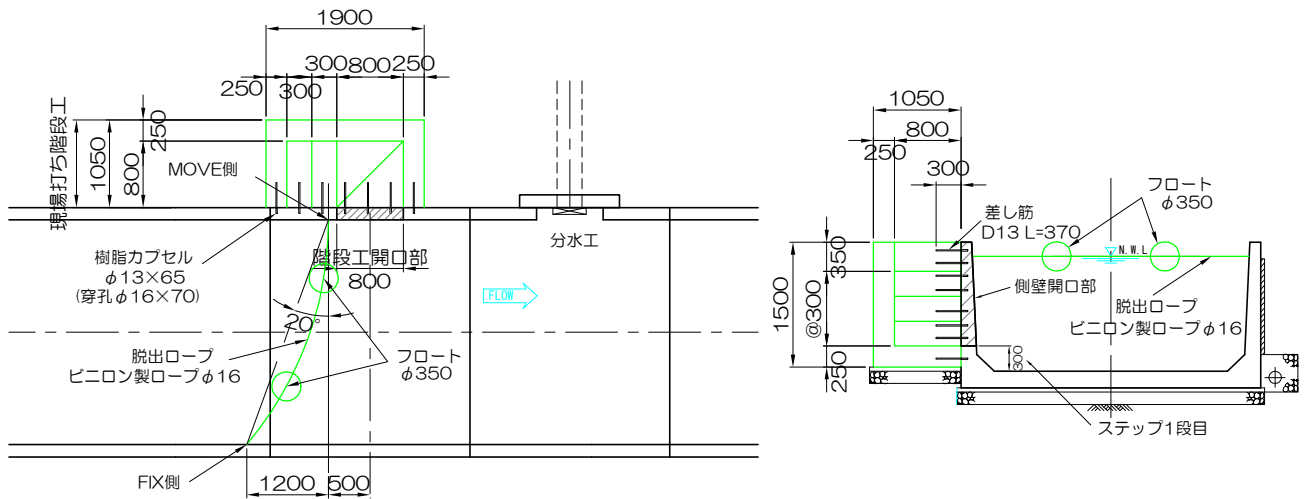 1900
300
800
250
250
300
現場打ち階段工
1050
250
800
MOVE側
樹脂カプセル
φ13×65
(穿孔φ16×70)
階段工開口部
800
20°
脱出ロープ
ビニロン製ロープφ16
フロート
φ350
FLOW
分水工
FIX側
1200
500
1050
800
250
300
差し筋
D13 L=370
フロート
φ350
N.W.L
側壁開口部
脱出ロープ
ビニロン製ロープφ16
1500
350
@300
250
300
ステップ1段目